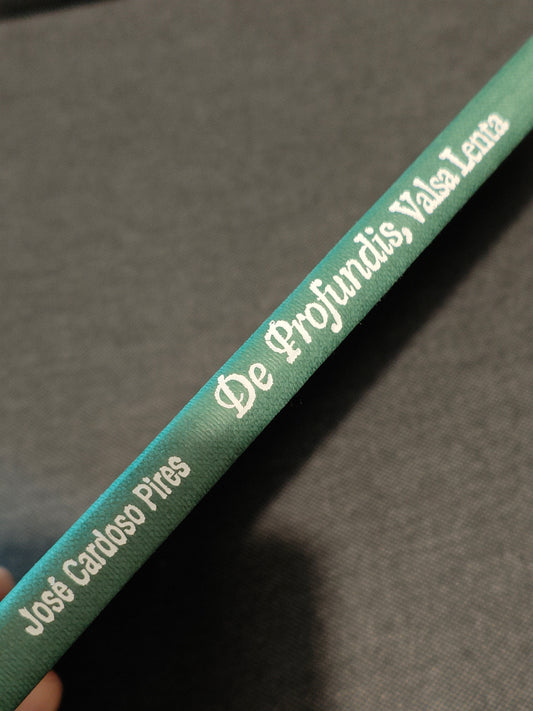 José Cardoso Pires
De Profundis, Valsa Lenta